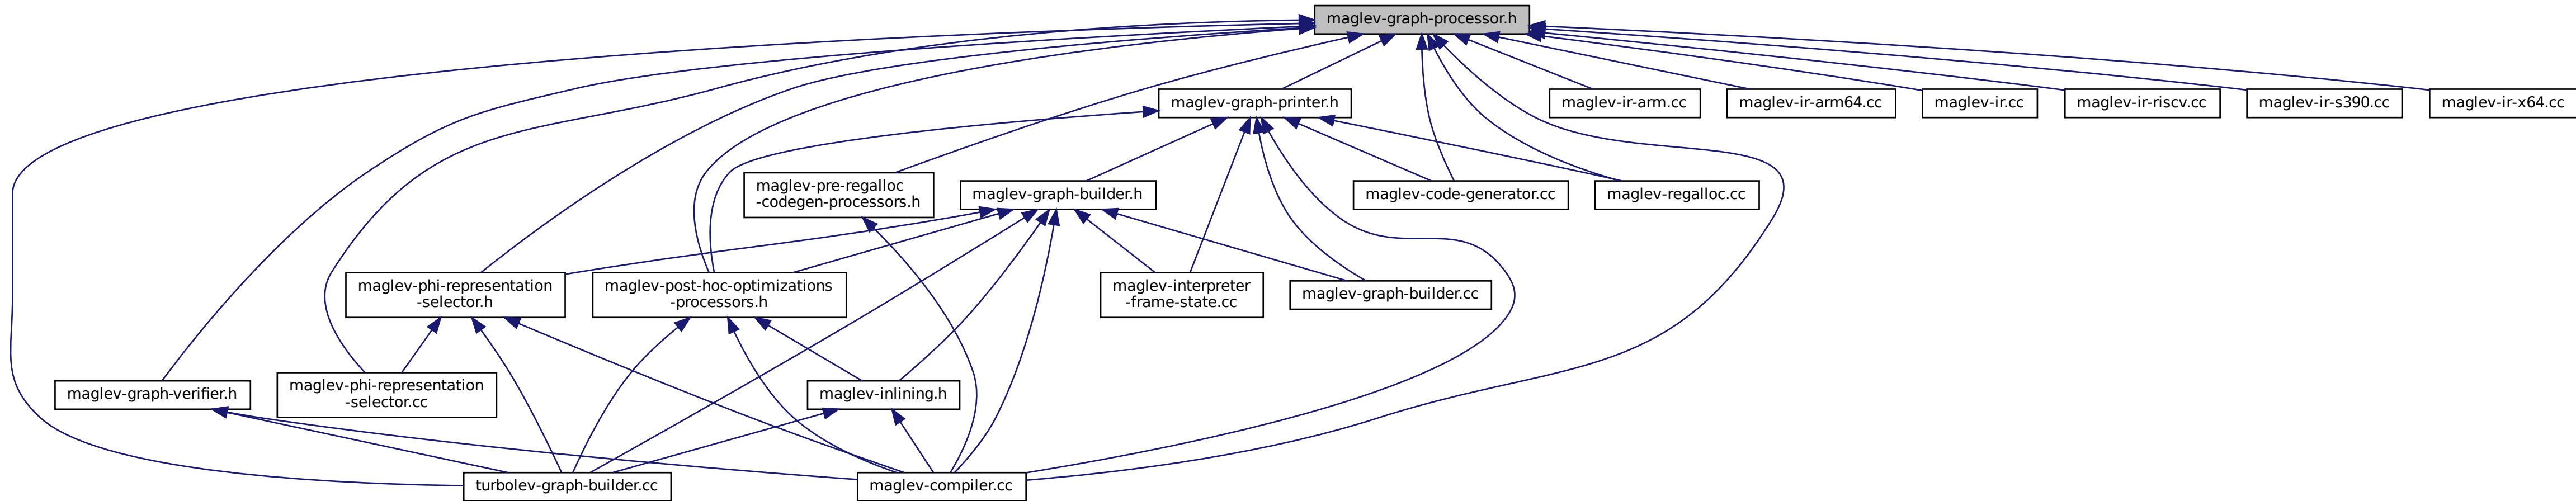 maglev-graph-processor.h
maglev-graph-printer.h
maglev-ir-arm.cc
maglev-ir-arm64.cc
maglev-ir.cc
maglev-ir-riscv.cc
maglev-ir-s390.cc
maglev-ir-x64.cc
maglev-pre-regalloc
-codegen-processors.h
maglev-graph-builder.h
maglev-code-generator.cc
maglev-regalloc.cc
maglev-phi-representation
-selector.h
maglev-post-hoc-optimizations
-processors.h
maglev-interpreter
-frame-state.cc
maglev-graph-builder.cc
maglev-graph-verifier.h
maglev-phi-representation
-selector.cc
maglev-inlining.h
turbolev-graph-builder.cc
maglev-compiler.cc